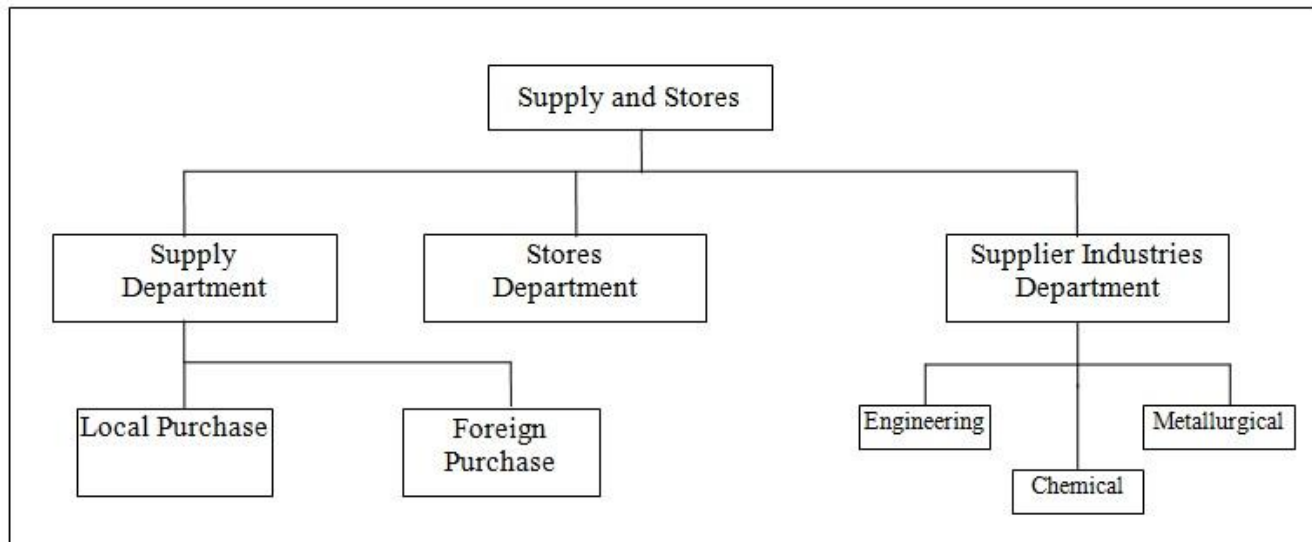 Supply and Stores
Supply
Department
Stores
Department
Supplier Industries
Department
Local Purchase
Foreign
Purchase
Engineering
Metallurgical
Chemical